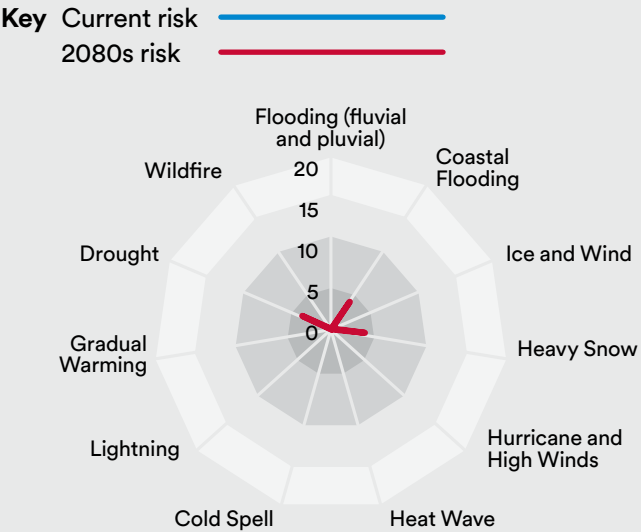 Key Current risk
2080s risk
Flooding (fluvial
and pluvial)
Coastal
Flooding
Wildfire
20
15
Drought
10
Ice and Wind
5
0
Gradual
Warming
Heavy Snow
Lightning
Hurricane and
High Winds
Cold Spell
Heat Wave